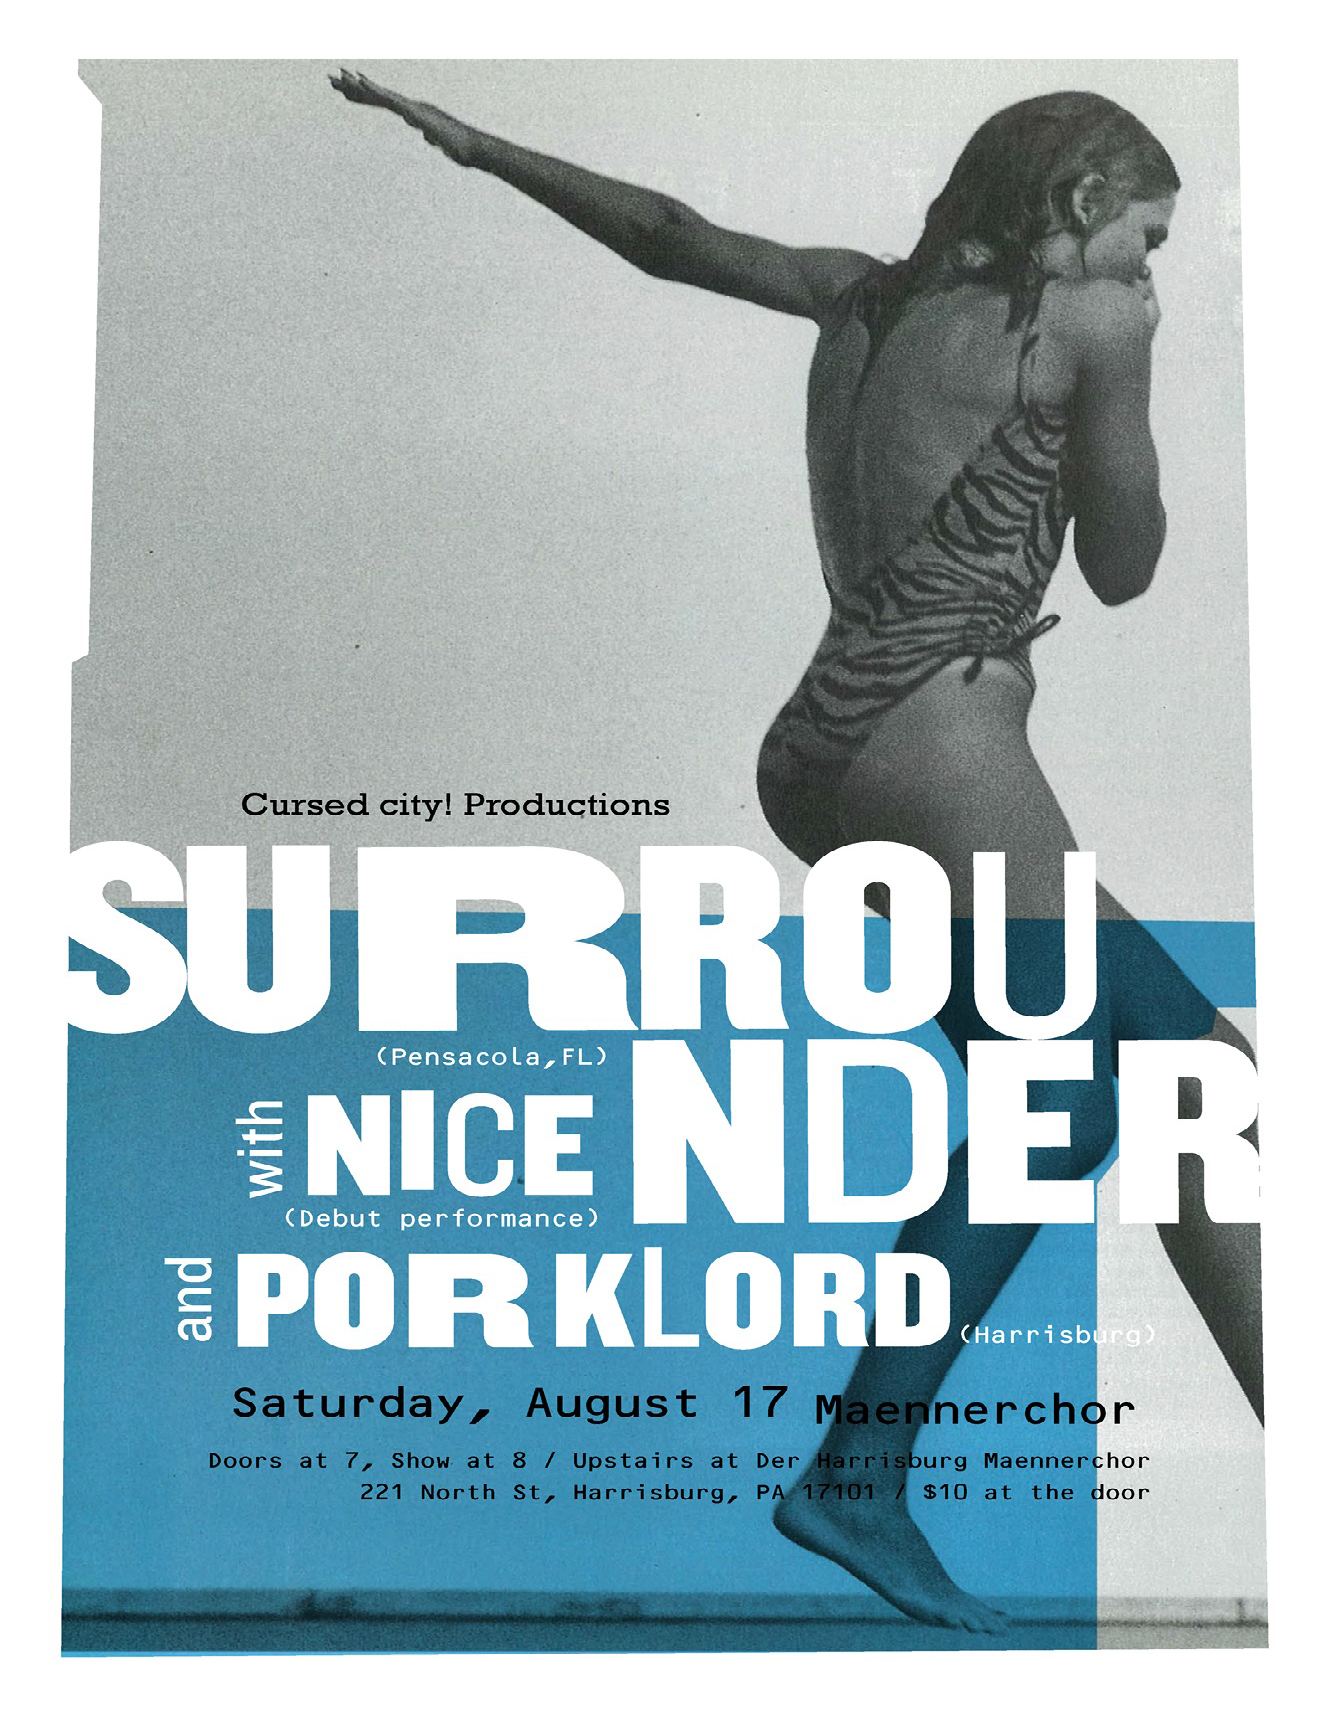 Cursed city! Productions
SURROU
(Pensacola, FL)
NDER
with NICE
(Debut performance)
and PORKLORD (Harrisburg)
Saturday, August 17 Maennerchor
Doors at 7, Show at 8 / Upstairs at Der Harrisburg Maennerchor
221 North St, Harrisburg, PA 17101 / $10 at the door